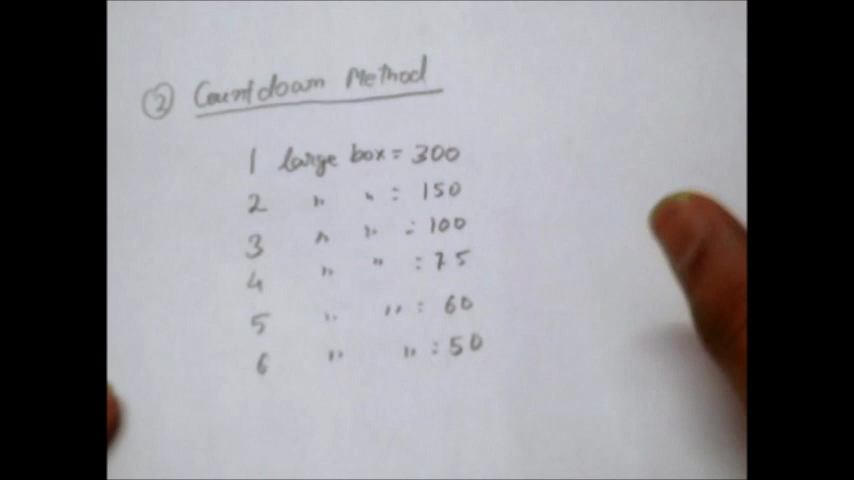 ② Countdown Method
1 large box = 300
2 " " : 150
3 " " : 100
4 " " : 75
5 " " : 60
6 " " : 50